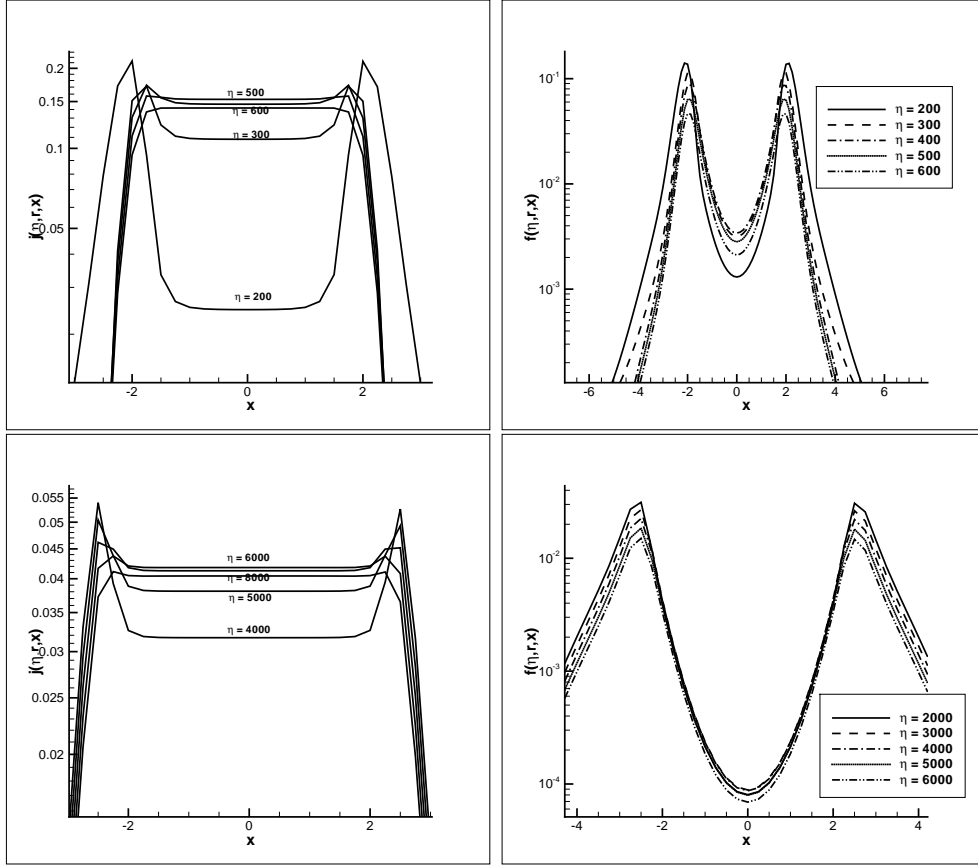 j(η,r,x)
0.2
0.15
0.1
0.05
η = 500
η = 600
η = 300
η = 200
-2
0
2
x
f(η,r,x)
10-1
10-2
10-3
η = 200
η = 300
η = 400
η = 500
η = 600
-6
-4
-2
0
2
4
6
x
j(η,r,x)
0.055
0.05
0.045
0.04
0.035
0.03
0.025
0.02
η = 6000
η = 8000
η = 5000
η = 4000
-2
0
2
x
f(η,r,x)
10-2
10-3
10-4
η = 2000
η = 3000
η = 4000
η = 5000
η = 6000
-4
-2
0
2
4
x